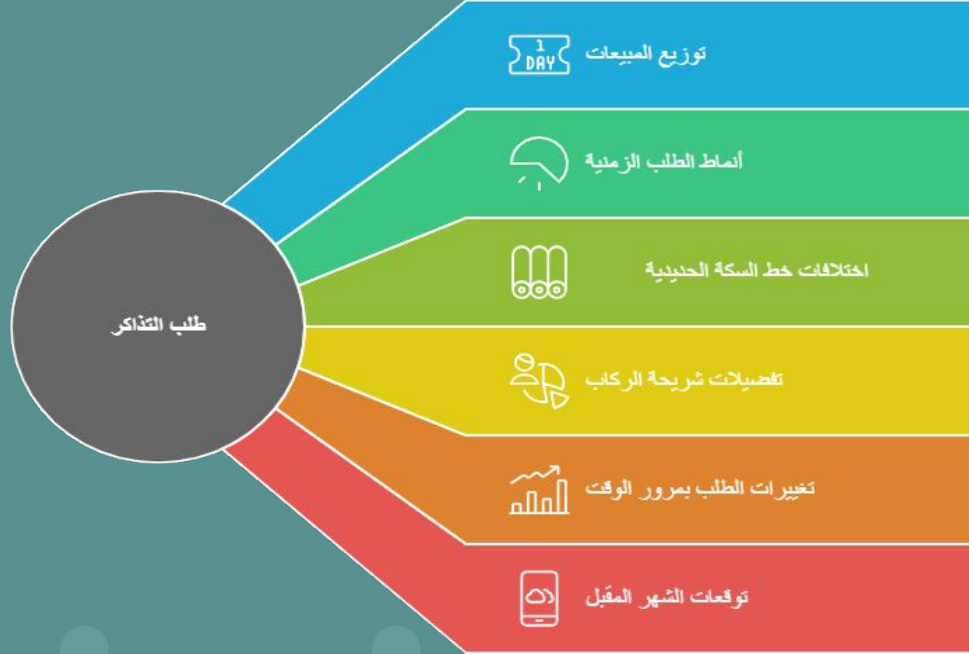 توزيع المبيعات
1
DAY
أنماط الطلب الزمنية
اختلافات خط السكة الحديدية
طلب التذاكر
تفضيلات شريحة الركاب
تغييرات الطلب بمرور الوقت
توقعات الشهر المقبل